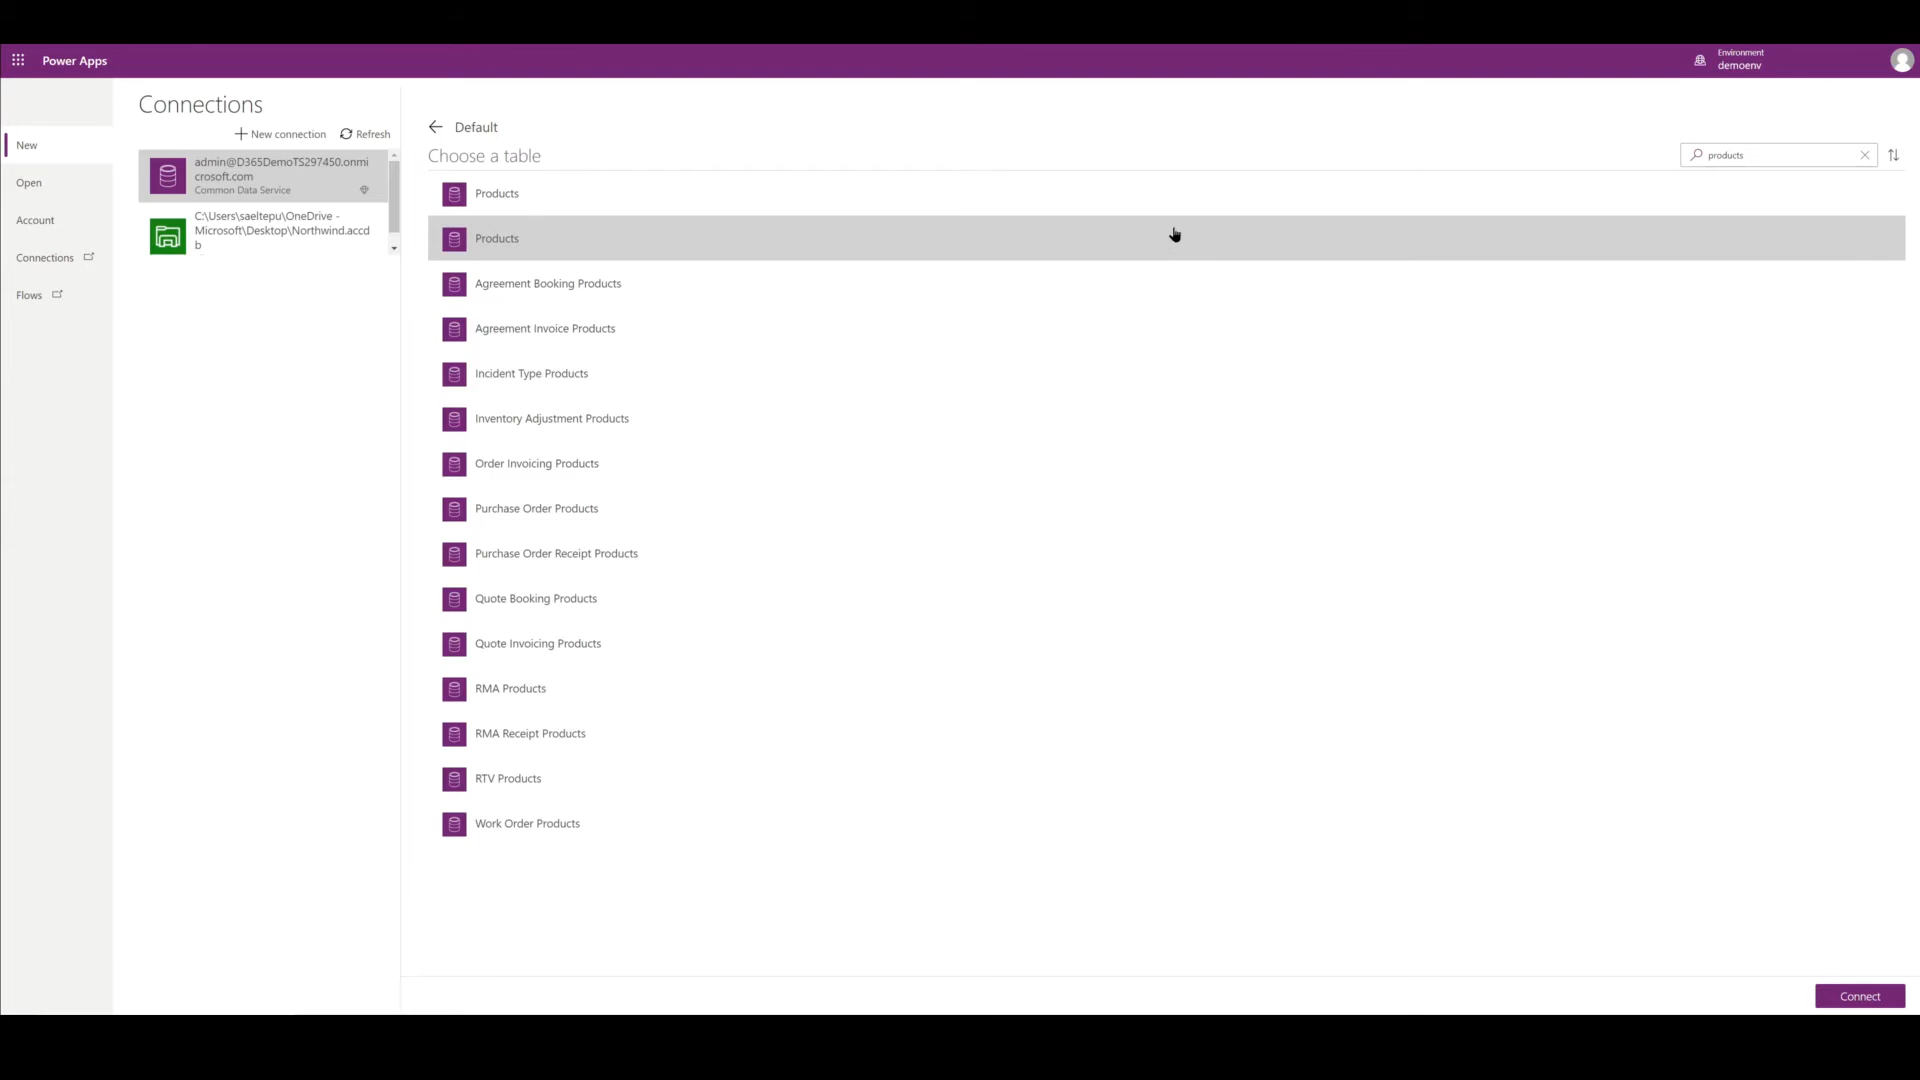 Power Apps
Environment
demoenv
New
Open
Account
Connections
Flows
Connections
New connection
Refresh
admin@D365DemoTS297450.onmi
crosoft.com
Common Data Service
C:\Users\saeltepu\OneDrive -
Microsoft\Desktop\Northwind.accd
b
Default
Choose a table
products
Products
Products
Agreement Booking Products
Agreement Invoice Products
Incident Type Products
Inventory Adjustment Products
Order Invoicing Products
Purchase Order Products
Purchase Order Receipt Products
Quote Booking Products
Quote Invoicing Products
RMA Products
RMA Receipt Products
RTV Products
Work Order Products
Connect